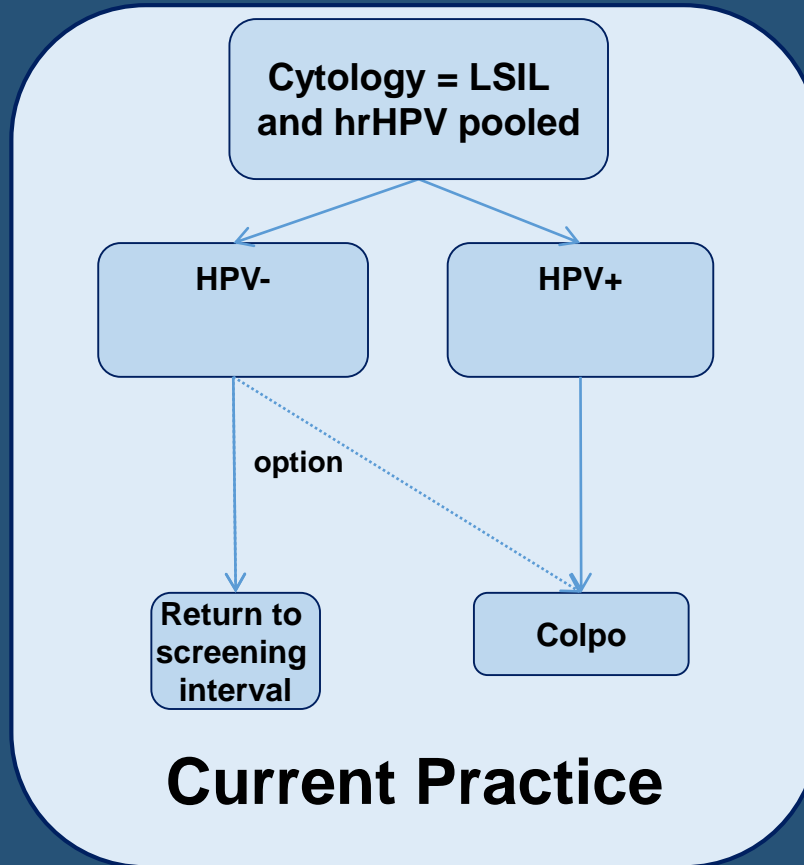 Cytology = LSIL
and hrHPV pooled
HPV-
HPV+
option
Return to
screening
interval
Colpo
Current Practice